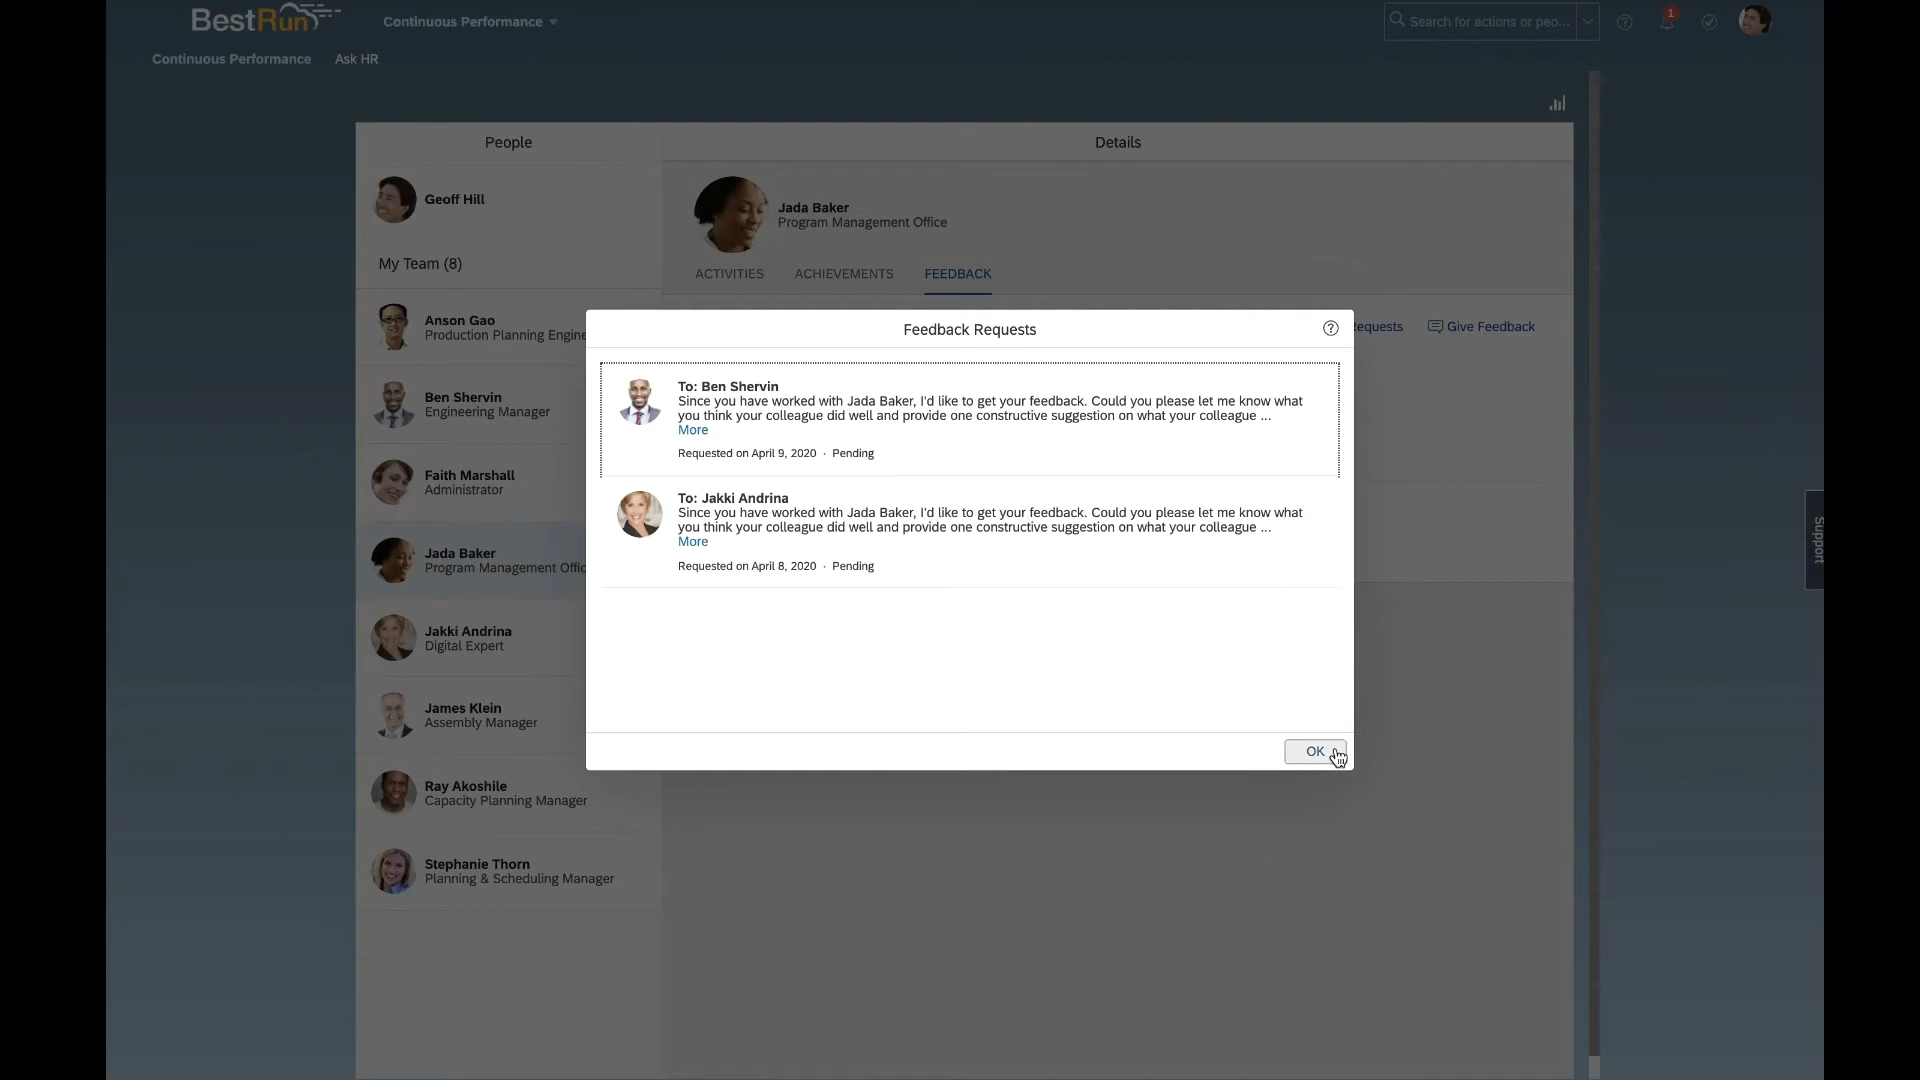 BestRun
Continuous Performance
Search for actions or peo...
1
Continuous Performance
Ask HR
People
Details
Geoff Hill
Jada Baker
Program Management Office
My Team (8)
ACTIVITIES
ACHIEVEMENTS
FEEDBACK
Anson Gao
Production Planning Engine
Requests
Give Feedback
Feedback Requests
To: Ben Shervin
Since you have worked with Jada Baker, I'd like to get your feedback. Could you please let me know what
you think your colleague did well and provide one constructive suggestion on what your colleague ...
More
Requested on April 9, 2020 · Pending
To: Jakki Andrina
Since you have worked with Jada Baker, I'd like to get your feedback. Could you please let me know what
you think your colleague did well and provide one constructive suggestion on what your colleague ...
More
Requested on April 8, 2020 · Pending
OK
Ben Shervin
Engineering Manager
Faith Marshall
Administrator
Jada Baker
Program Management Offic
Jakki Andrina
Digital Expert
James Klein
Assembly Manager
Ray Akoshile
Capacity Planning Manager
Stephanie Thorn
Planning & Scheduling Manager
Support